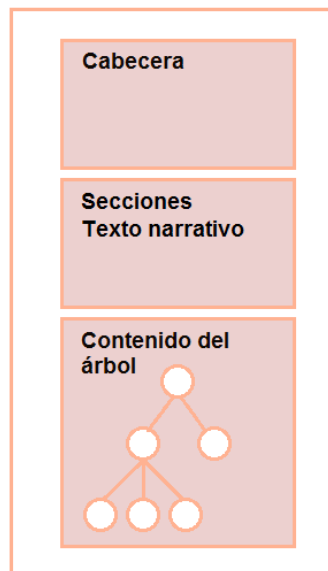 Cabecera
Secciones
Texto narrativo
Contenido del
árbol